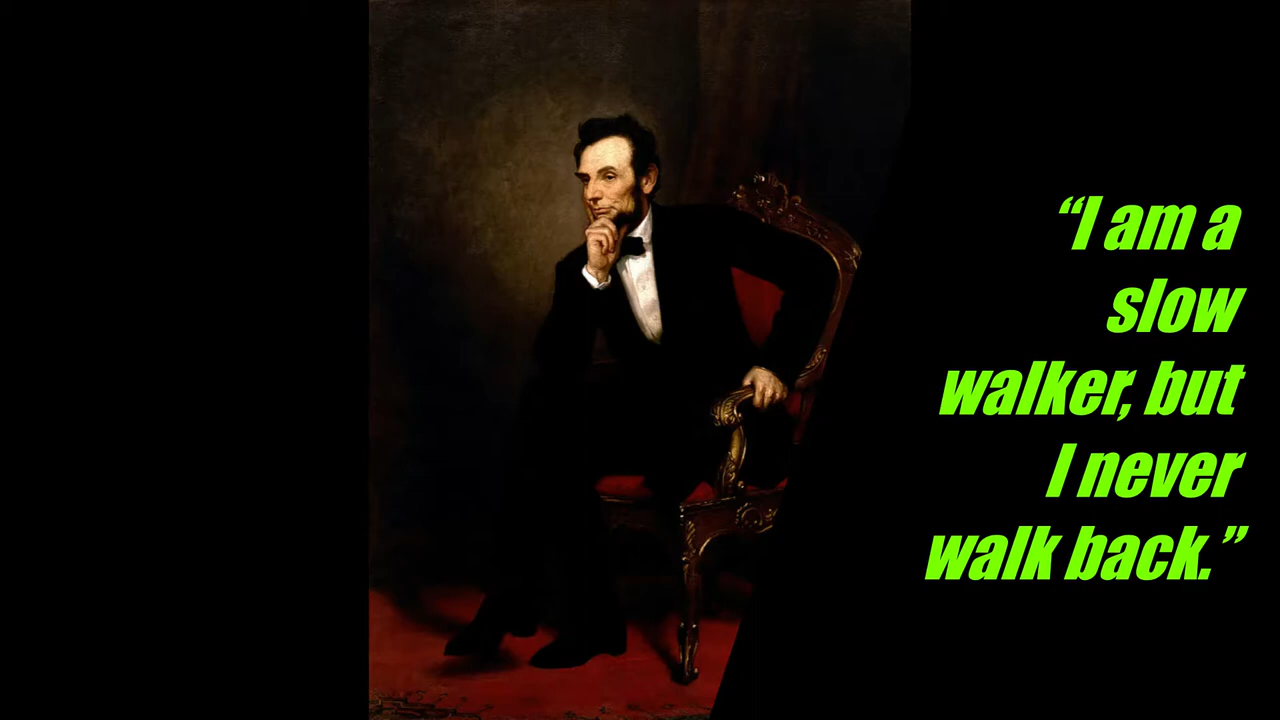 “I am a
slow
walker, but
I never
walk back.”